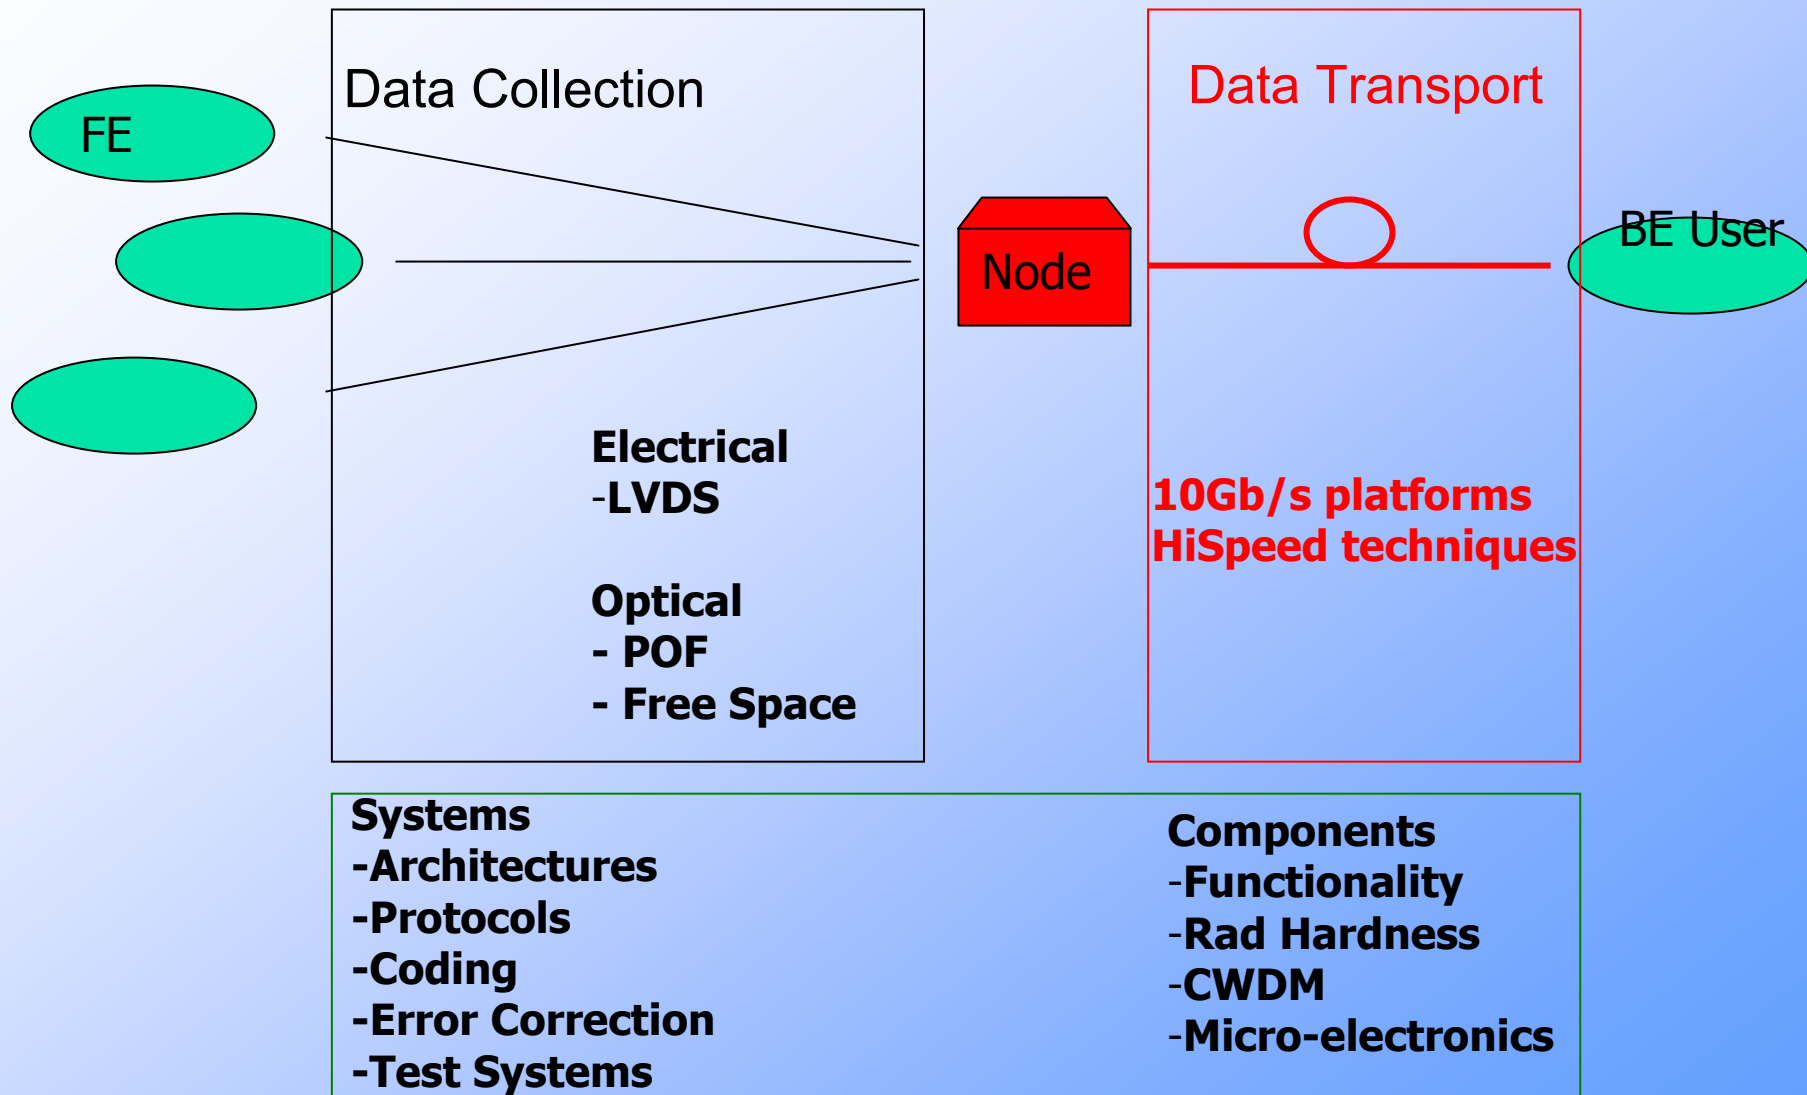 Data Collection
Data Transport
FE
BE User
Node
Electrical
-LVDS
Optical
- POF
- Free Space
10Gb/s platforms
HiSpeed techniques
Systems
-Architectures
-Protocols
-Coding
-Error Correction
-Test Systems
Components
-Functionality
-Rad Hardness
-CWDM
-Micro-electronics